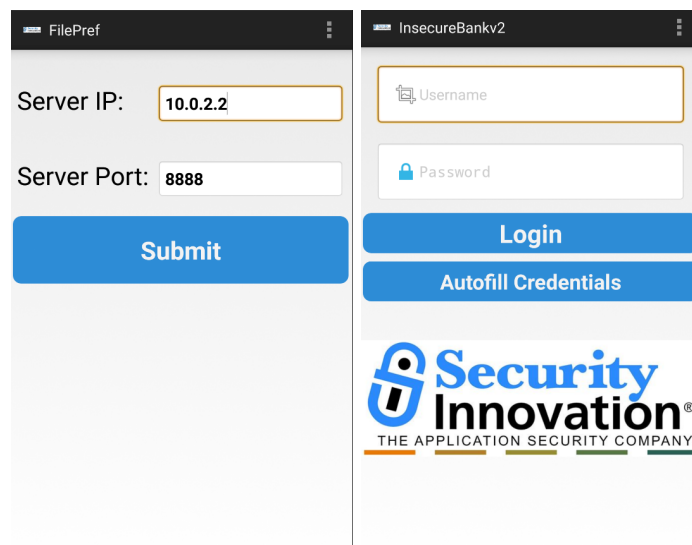 FilePref
Server IP:
10.0.2.2
Server Port:
8888
Submit
InsecureBankv2
Username
Password
Login
Autofill Credentials
Security
Innovation®
THE APPLICATION SECURITY COMPANY